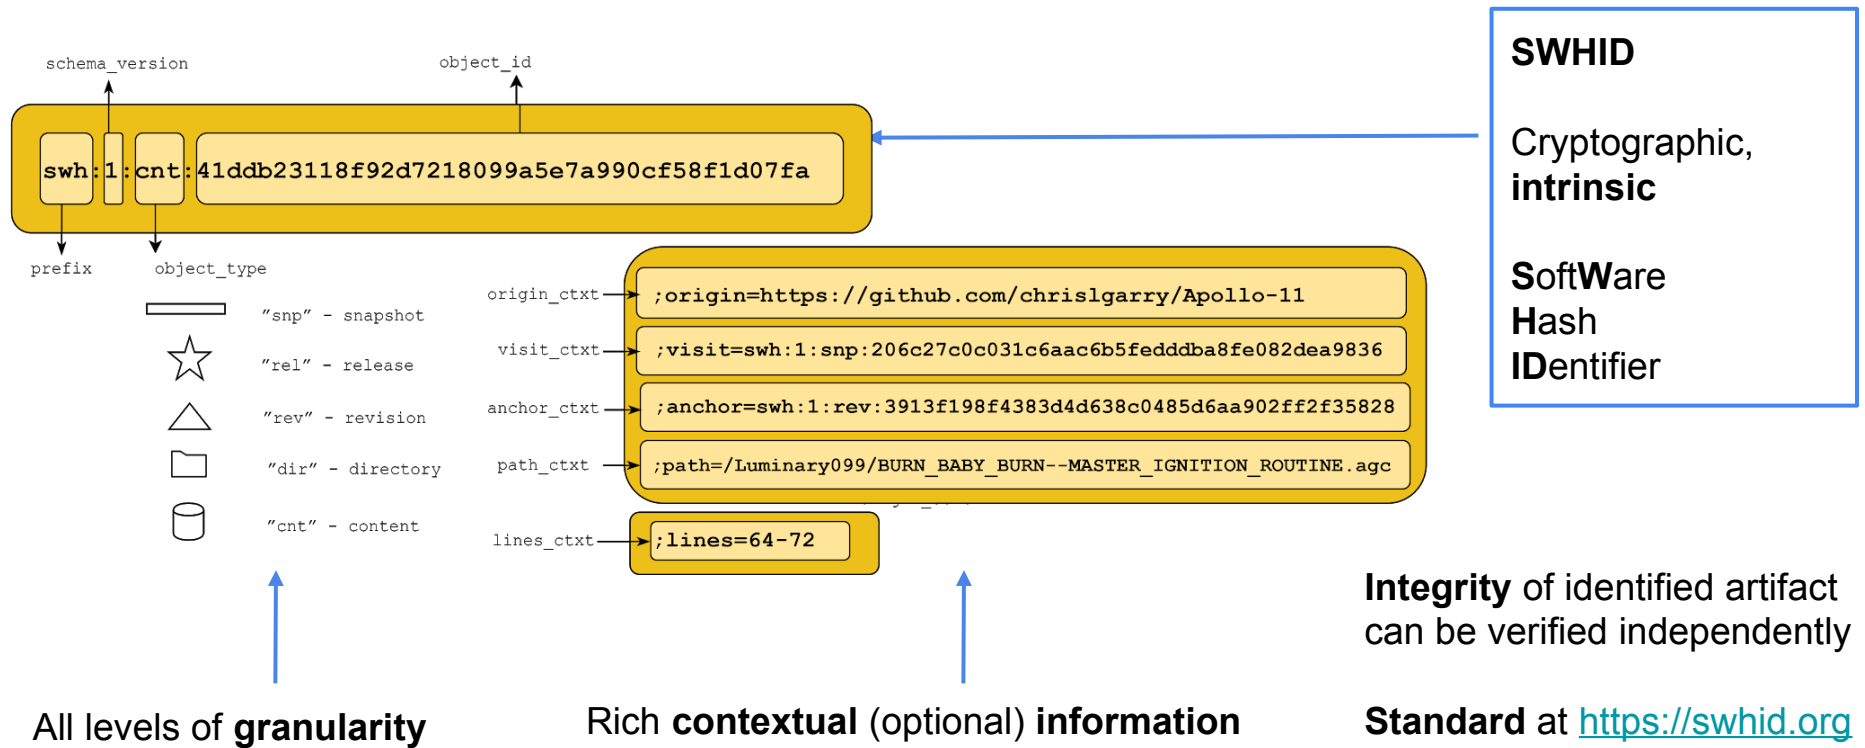 schema_version
object_id
swh:1:cnt:41ddb23118f92d7218099a5e7a990cf58f1d07fa
prefix
object_type
"snp" - snapshot
"rel" - release
"rev" - revision
"dir" - directory
"cnt" - content
origin_ctxt
;origin=https://github.com/chrislgarry/Apollo-11
visit_ctxt
;visit=swh:1:snp:206c27c0c031c6aac6b5fedddba8fe082dea9836
anchor_ctxt
;anchor=swh:1:rev:3913f198f4383d4d638c0485d6aa902ff2f35828
path_ctxt
;path=/Luminary099/BURN_BABY_BURN--MASTER_IGNITION_ROUTINE.agc
lines_ctxt
;lines=64-72
SWHID
Cryptographic,
intrinsic
SoftWare
Hash
IDentifier
All levels of granularity
Rich contextual (optional) information
Integrity of identified artifact
can be verified independently
Standard at https://swhid.org